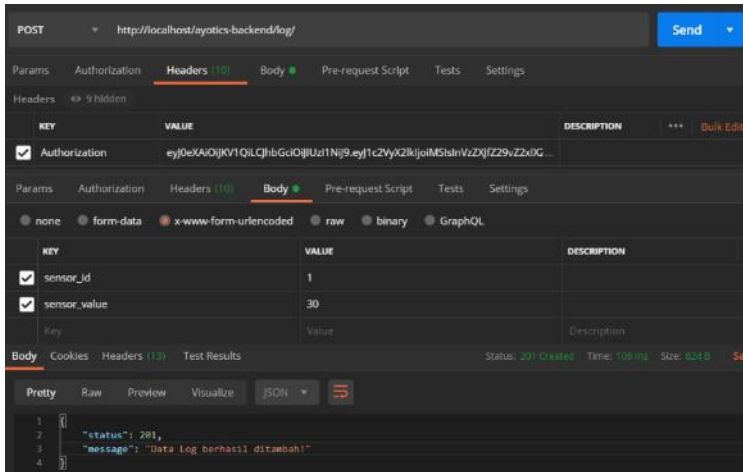 POST http://localhost/ayotics-backend/log/ Send
Params Authorization Headers (10) Body Pre-request Script Tests Settings
Headers 9 hidden
KEY VALUE DESCRIPTION ••• Bulk Edit
Authorization ...
Params Authorization Headers (10) Body Pre-request Script Tests Settings
none form-data x-www-form-urlencoded raw binary GraphQL
KEY VALUE DESCRIPTION
sensor_id 1
sensor_value 30
Key Value Description
Body Cookies Headers (13) Test Results Status: 201 Created Time: 108 ms Size: 824 B Sa
Pretty Raw Preview Visualize JSON
1 {
2 "status": 201,
3 "message": "Data Log berhasil ditambah!"
4 }